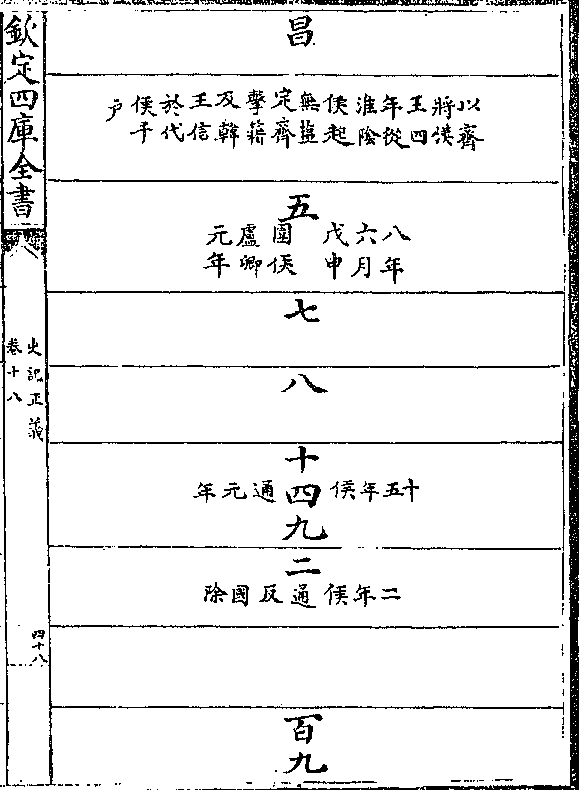 昌
以齊將漢王四年從淮陰侯起無鹽定齊擊籍及韓王信於代侯千戶
五
八年六月戊申圉侯盧卿元年
七
八
十四
十五年侯通元年
九
二
二年侯通反國除
百九
欽定四庫全書
史記正義
卷十八
四十八